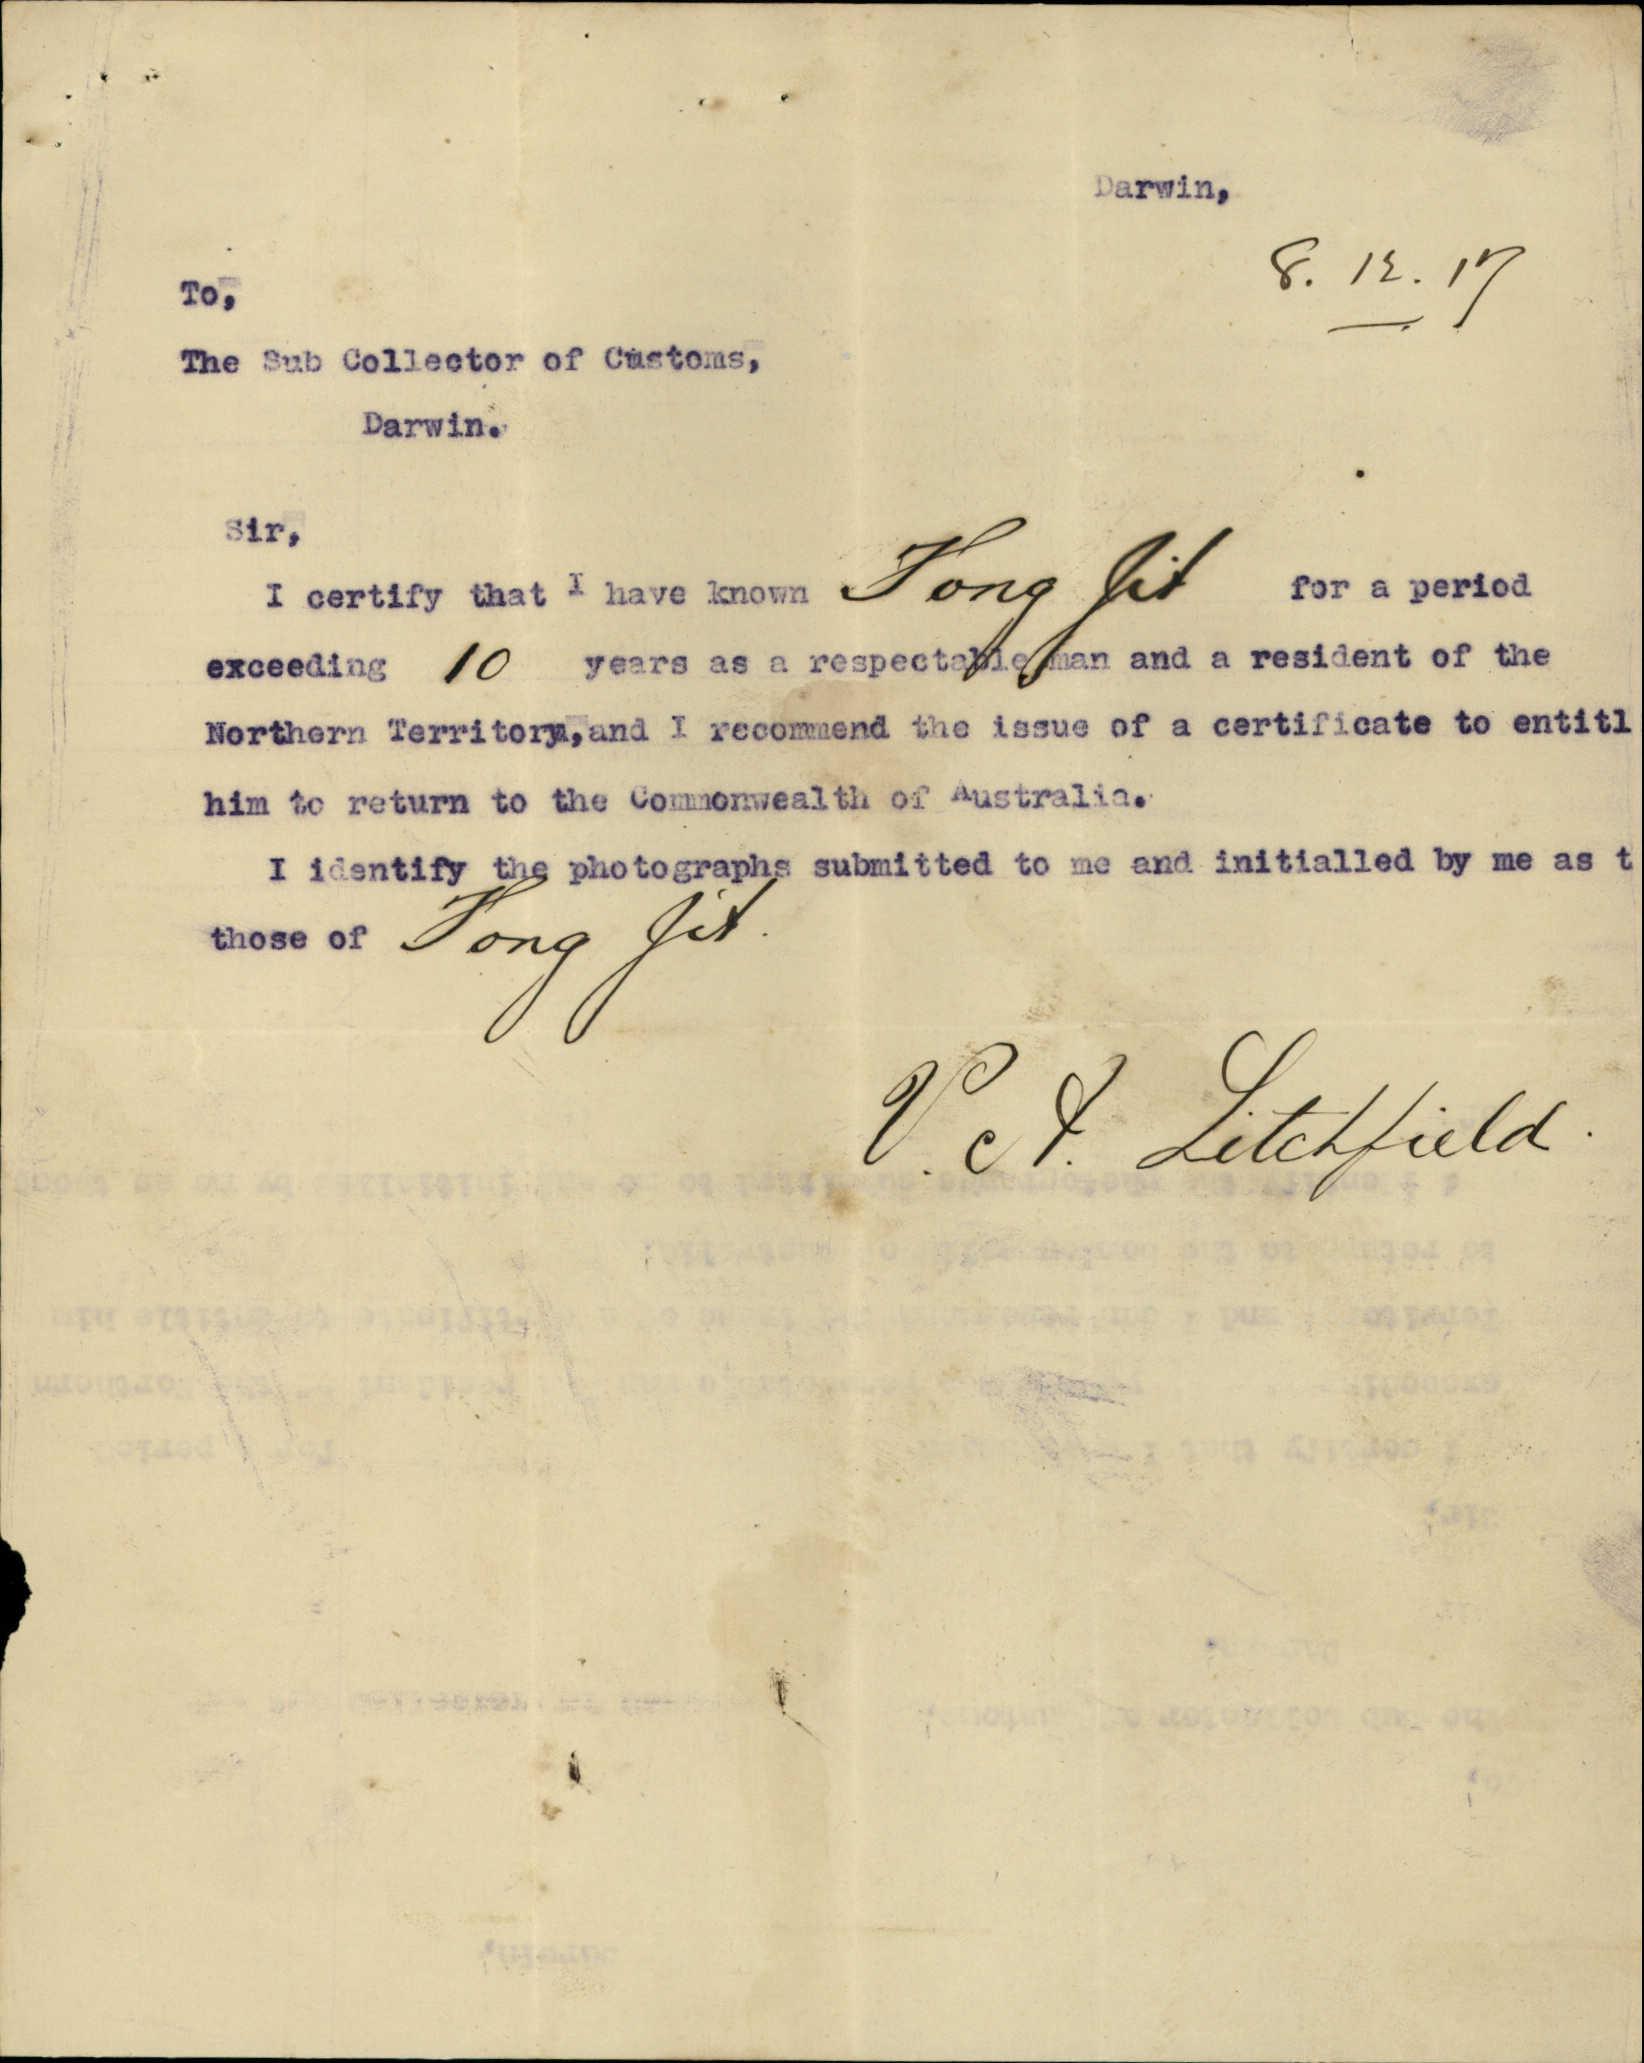 Darwin,
8. 12. 17
To,
The Sub Collector of Customs,
Darwin.
Sir,
I certify that I have known Fong Jit for a period
exceeding 10 years as a respectable man and a resident of the
Northern Territory, and I recommend the issue of a certificate to entitl
him to return to the Commonwealth of Australia.
I identify the photographs submitted to me and initialled by me as t
those of Fong Jit.
V. Litchfield.